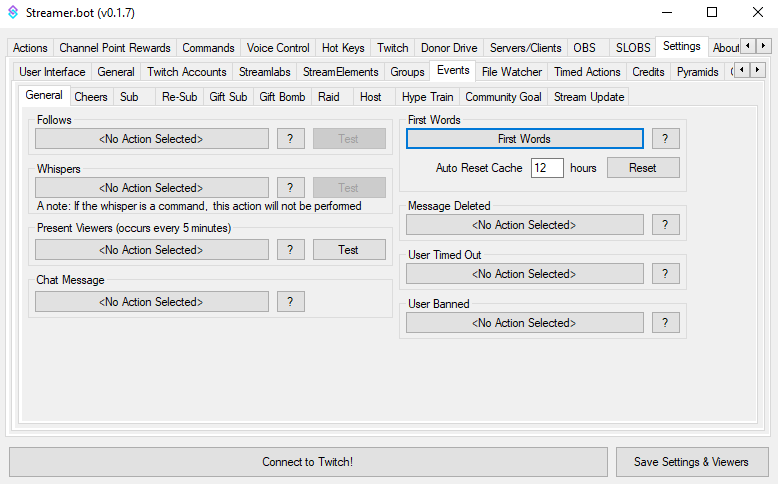 Streamer.bot (v0.1.7)
Actions Channel Point Rewards Commands Voice Control Hot Keys Twitch Donor Drive Servers/Clients OBS SLOBS Settings About
User Interface General Twitch Accounts Streamlabs StreamElements Groups Events File Watcher Timed Actions Credits Pyramids
General Cheers Sub Re-Sub Gift Sub Gift Bomb Raid Host Hype Train Community Goal Stream Update
Follows
<No Action Selected> ? Test
Whispers
<No Action Selected> ? Test
A note: If the whisper is a command, this action will not be performed
Present Viewers (occurs every 5 minutes)
<No Action Selected> ? Test
Chat Message
<No Action Selected> ?
First Words
First Words ?
Auto Reset Cache 12 hours Reset
Message Deleted
<No Action Selected> ?
User Timed Out
<No Action Selected> ?
User Banned
<No Action Selected> ?
Connect to Twitch! Save Settings & Viewers